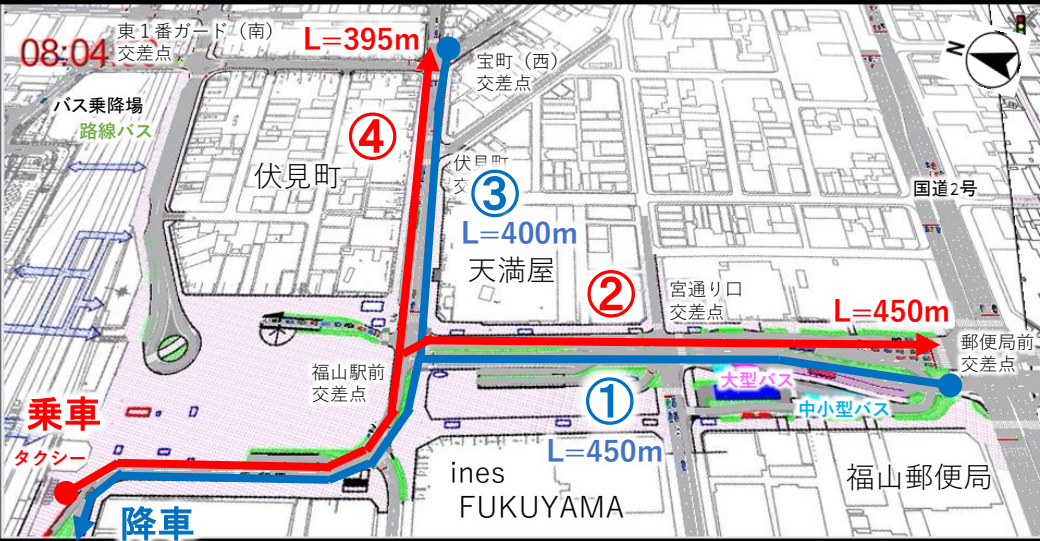 08:04
東1番ガード（南）
交差点
L=395m
宝町（西）
交差点
N
バス乗降場
路線バス
④
伏見町
伏見町
交
③
L=400m
天満屋
国道2号
②
宮通り口
交差点
L=450m
郵便局前
交差点
福山駅前
交差点
大型バス
中小型バス
①
L=450m
乗車
タクシー
降車
ines
FUKUYAMA
福山郵便局